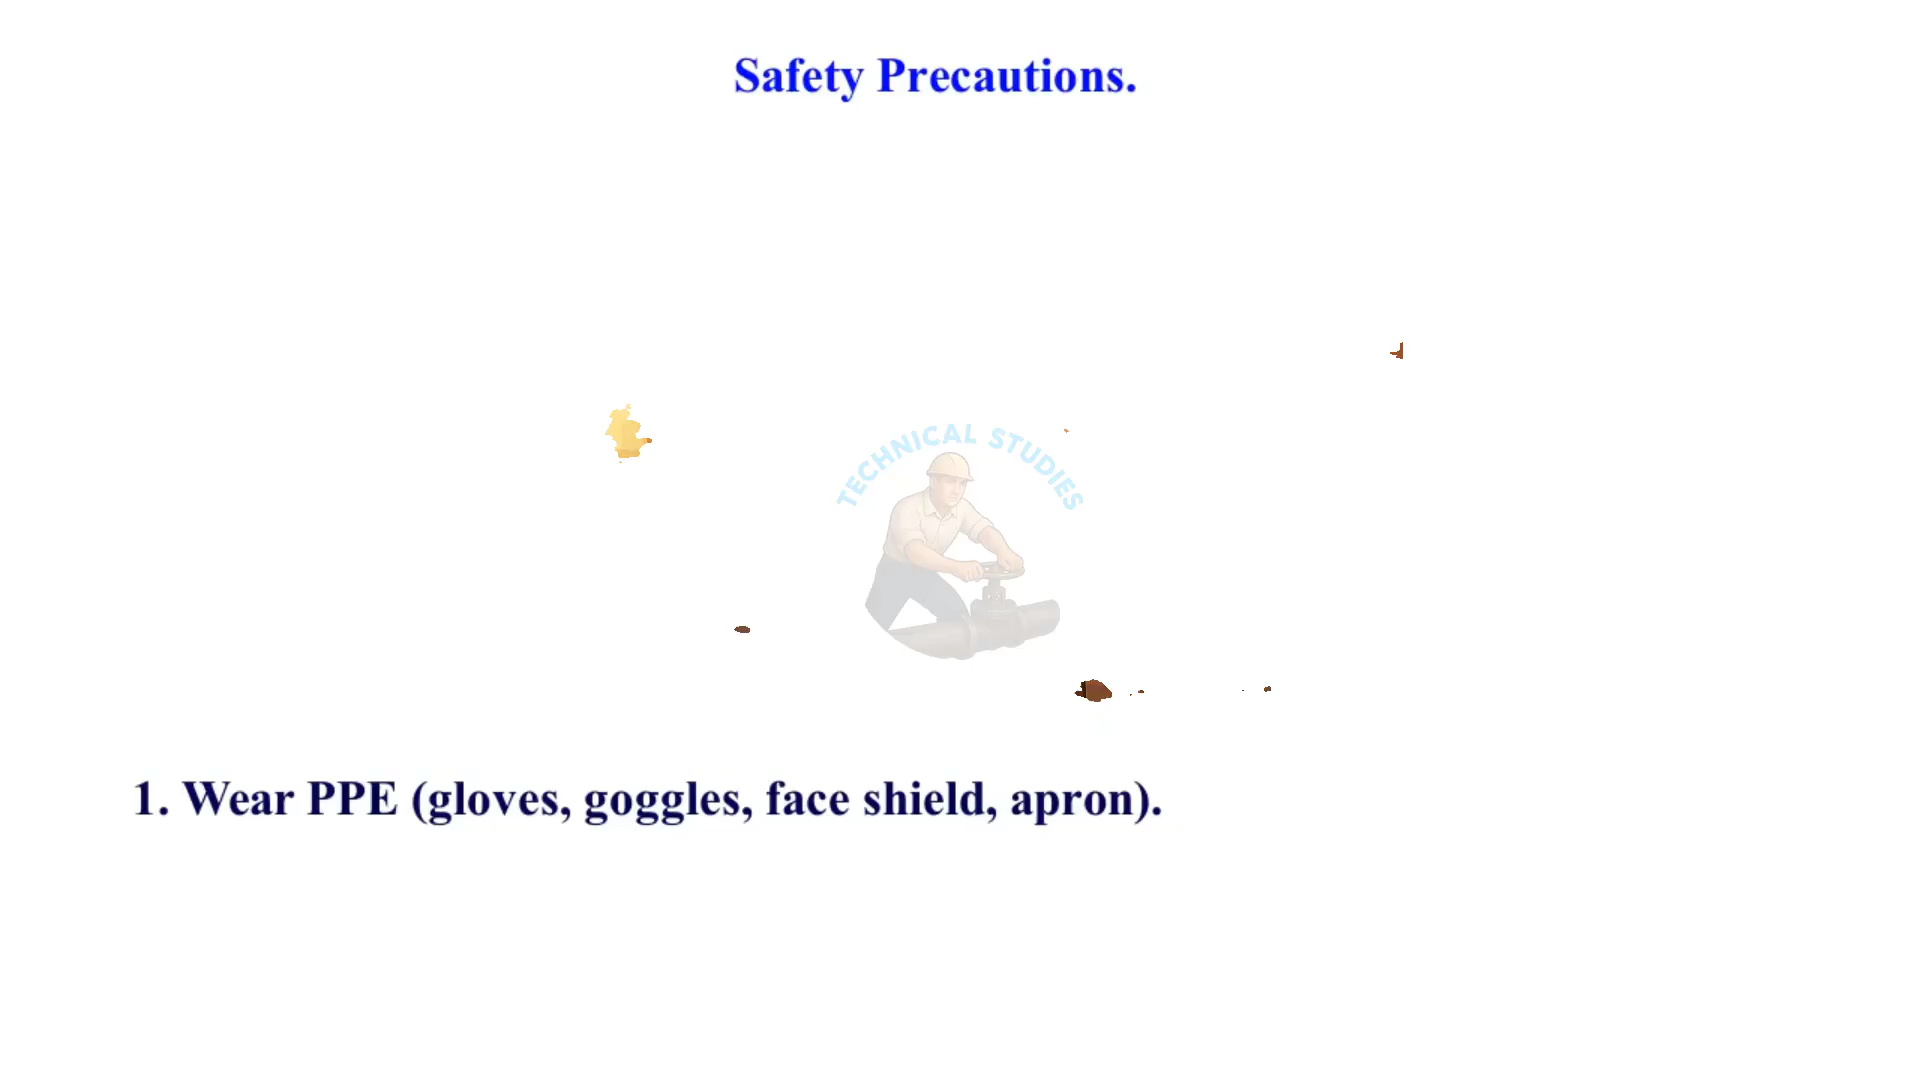 Safety Precautions.
TECHNICAL STUDIES
1. Wear PPE (gloves, goggles, face shield, apron).